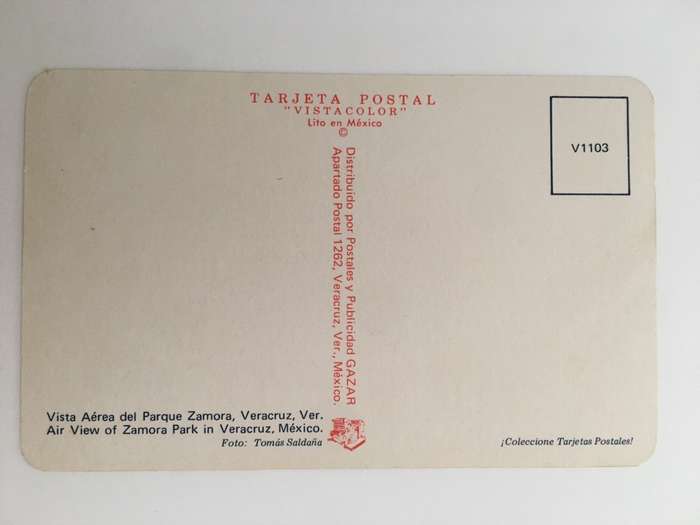 TARJETA POSTAL
"VISTACOLOR"
Lito en México
©
V1103
Distribuido por Postales y Publicidad GAZAR
Apartado Postal 1262, Veracruz, Ver., México.
Vista Aérea del Parque Zamora, Veracruz, Ver.
Air View of Zamora Park in Veracruz, México.
Foto: Tomás Saldaña
¡Coleccione Tarjetas Postales!